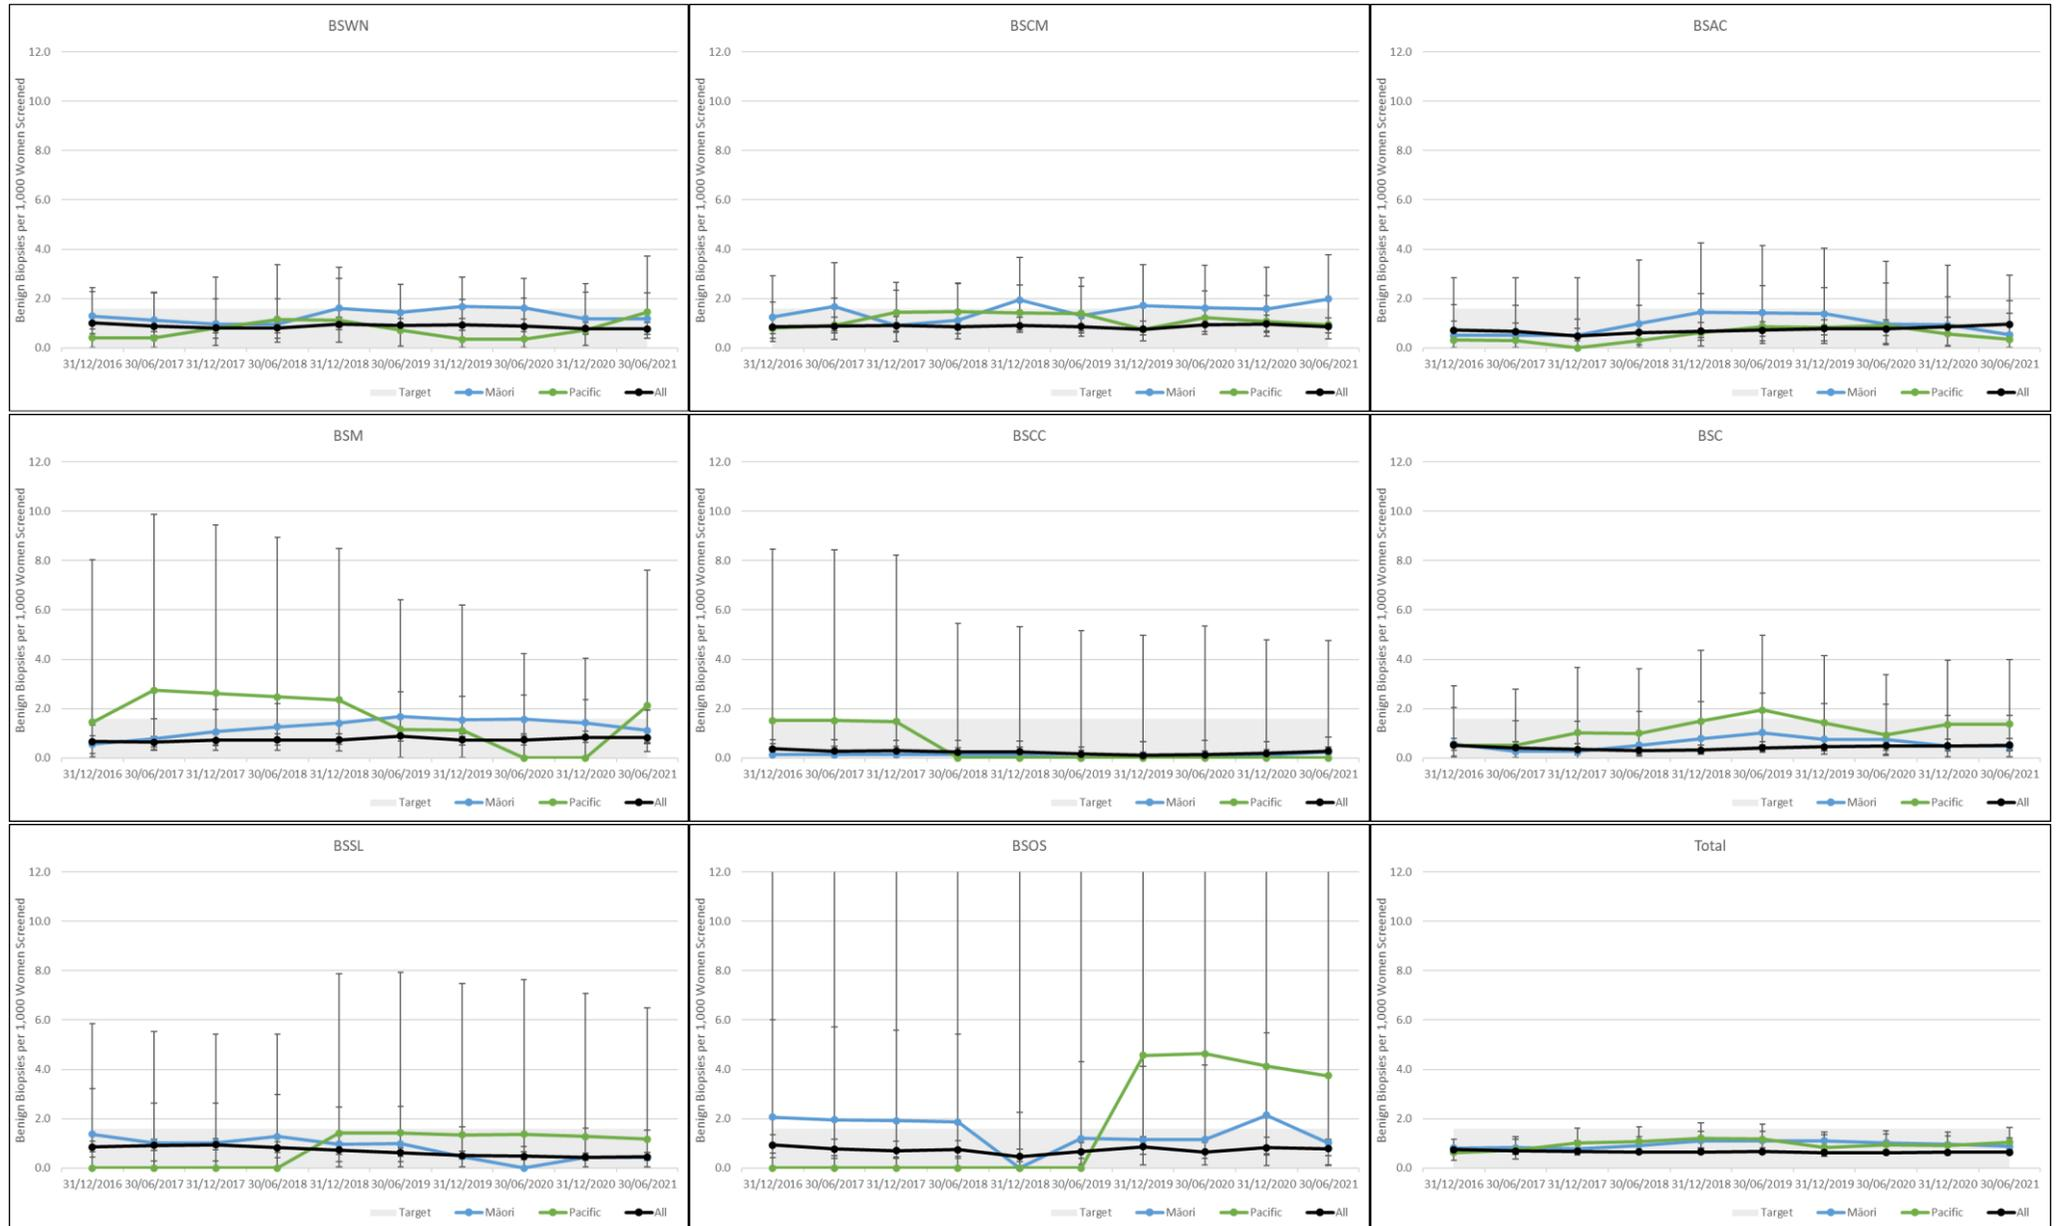 BSWN
12.0
10.0
8.0
6.0
4.0
2.0
0.0
Benign Biopsies per 1,000 Women Screened
31/12/2016 30/06/2017 31/12/2017 30/06/2018 31/12/2018 30/06/2019 31/12/2019 30/06/2020 31/12/2020 30/06/2021
Target Māori Pacific All
BSCM
12.0
10.0
8.0
6.0
4.0
2.0
0.0
Benign Biopsies per 1,000 Women Screened
31/12/2016 30/06/2017 31/12/2017 30/06/2018 31/12/2018 30/06/2019 31/12/2019 30/06/2020 31/12/2020 30/06/2021
Target Māori Pacific All
BSAC
12.0
10.0
8.0
6.0
4.0
2.0
0.0
Benign Biopsies per 1,000 Women Screened
31/12/2016 30/06/2017 31/12/2017 30/06/2018 31/12/2018 30/06/2019 31/12/2019 30/06/2020 31/12/2020 30/06/2021
Target Māori Pacific All
BSM
12.0
10.0
8.0
6.0
4.0
2.0
0.0
Benign Biopsies per 1,000 Women Screened
31/12/2016 30/06/2017 31/12/2017 30/06/2018 31/12/2018 30/06/2019 31/12/2019 30/06/2020 31/12/2020 30/06/2021
Target Māori Pacific All
BSCC
12.0
10.0
8.0
6.0
4.0
2.0
0.0
Benign Biopsies per 1,000 Women Screened
31/12/2016 30/06/2017 31/12/2017 30/06/2018 31/12/2018 30/06/2019 31/12/2019 30/06/2020 31/12/2020 30/06/2021
Target Māori Pacific All
BSC
12.0
10.0
8.0
6.0
4.0
2.0
0.0
Benign Biopsies per 1,000 Women Screened
31/12/2016 30/06/2017 31/12/2017 30/06/2018 31/12/2018 30/06/2019 31/12/2019 30/06/2020 31/12/2020 30/06/2021
Target Māori Pacific All
BSSL
12.0
10.0
8.0
6.0
4.0
2.0
0.0
Benign Biopsies per 1,000 Women Screened
31/12/2016 30/06/2017 31/12/2017 30/06/2018 31/12/2018 30/06/2019 31/12/2019 30/06/2020 31/12/2020 30/06/2021
Target Māori Pacific All
BSOS
12.0
10.0
8.0
6.0
4.0
2.0
0.0
Benign Biopsies per 1,000 Women Screened
31/12/2016 30/06/2017 31/12/2017 30/06/2018 31/12/2018 30/06/2019 31/12/2019 30/06/2020 31/12/2020 30/06/2021
Target Māori Pacific All
Total
12.0
10.0
8.0
6.0
4.0
2.0
0.0
Benign Biopsies per 1,000 Women Screened
31/12/2016 30/06/2017 31/12/2017 30/06/2018 31/12/2018 30/06/2019 31/12/2019 30/06/2020 31/12/2020 30/06/2021
Target Māori Pacific All